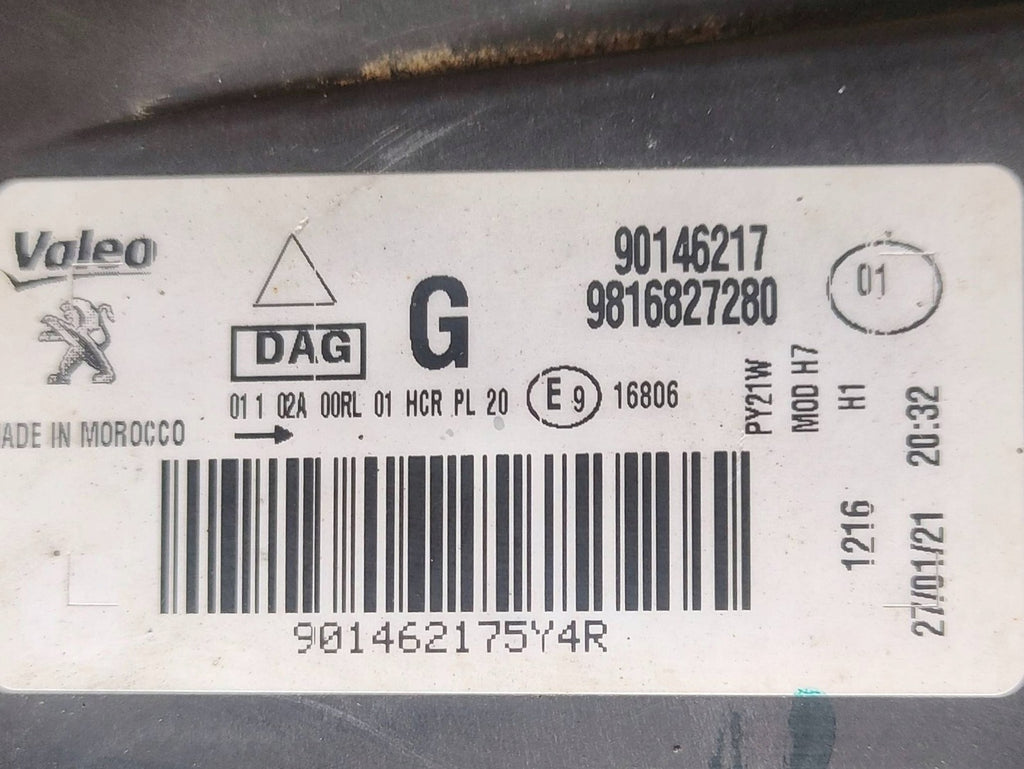 Valeo
DAG
G
90146217
9816827280
01
01 1 02A 00RL 01 HCR PL 20
E 9
16806
ADE IN MOROCCO
PY21W
MOD H7
H1
1216
27/01/21 20:32
901462175Y4R